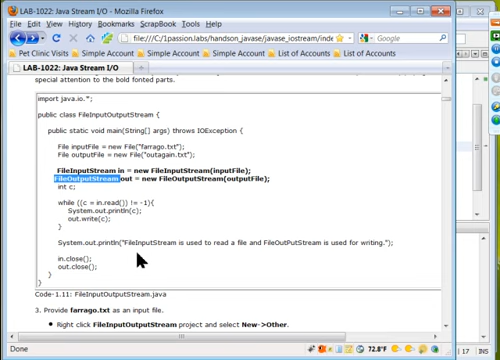 LAB-1022: Java Stream I/O - Mozilla Firefox
File Edit View History Bookmarks ScrapBook Tools Help
file:///C:/1passion.labs/handson_javase/javase_iostream/inde
Google
Pet Clinic Visits Simple Account Simple Account List of Accounts List of Accounts
LAB-1022: Java Stream I/O
special attention to the bold fonted parts.
import java.io.*;
public class FileInputOutputStream {
public static void main(String[] args) throws IOException {
File inputFile = new File("farrago.txt");
File outputFile = new File("outagain.txt");
FileInputStream in = new FileInputStream(inputFile);
FileOutputStream out = new FileOutputStream(outputFile);
int c;
while ((c = in.read()) != -1){
System.out.println(c);
out.write(c);
}
System.out.println("FileInputStream is used to read a file and FileOutPutStream is used for writing.");
in.close();
out.close();
}
}
Code-1.11: FileInputOutputStream.java
3. Provide farrago.txt as an input file.
Right click FileInputOutputStream project and select New->Other.
Done
72.8°F
17 INS